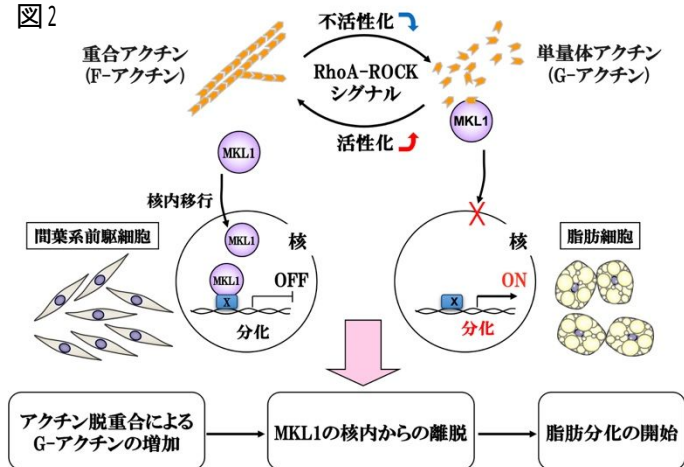 図2
不活性化
重合アクチン
(F-アクチン)
RhoA-ROCK
シグナル
単量体アクチン
(G-アクチン)
活性化
MKL1
MKL1
核内移行
間葉系前駆細胞
MKL1
核
MKL1
X
OFF
分化
核
ON
X
分化
脂肪細胞
アクチン脱重合による
G-アクチンの増加
MKL1の核内からの離脱
脂肪分化の開始